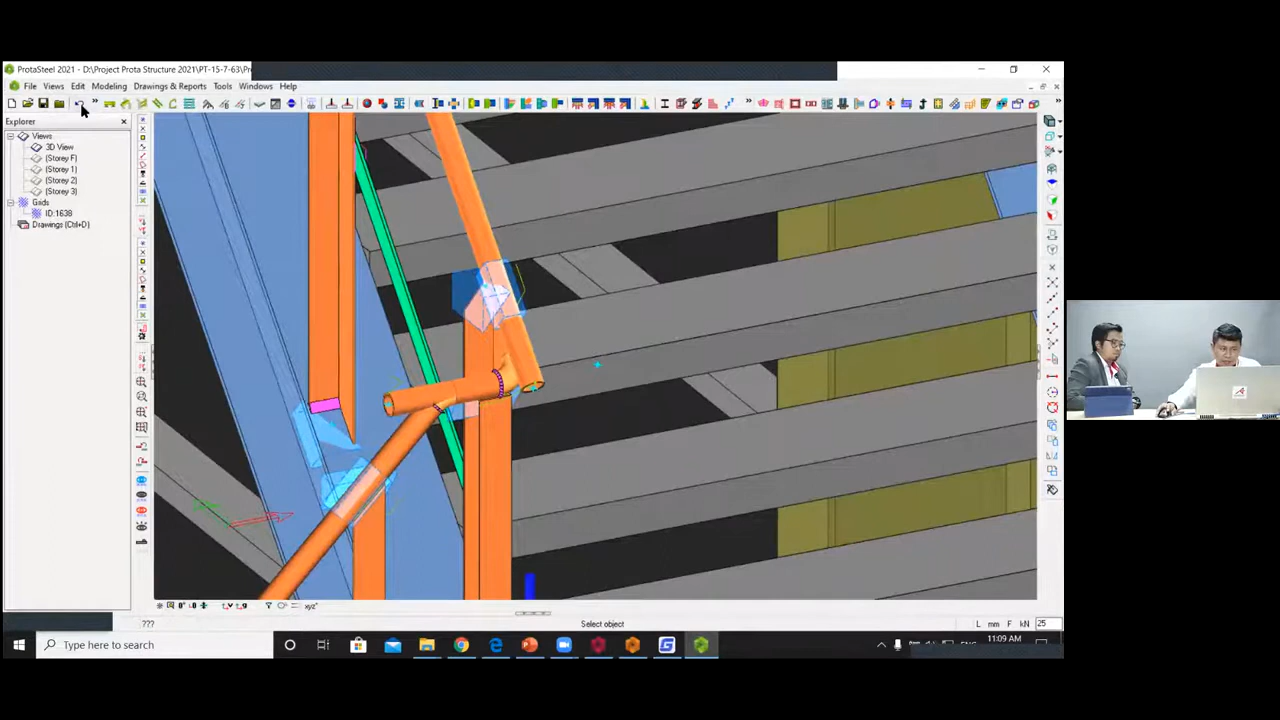 ProtaSteel 2021 - D:\Project Prota Structure 2021\PT-15-7-63\Pr
File Views Edit Modeling Drawings & Reports Tools Windows Help
Explorer
Views
3D View
(Storey F)
(Storey 1)
(Storey 2)
(Storey 3)
Grids
ID:1638
Drawings (Ctrl+D)
xyz
??? Select object L mm F kN 25
Type here to search
11:09 AM